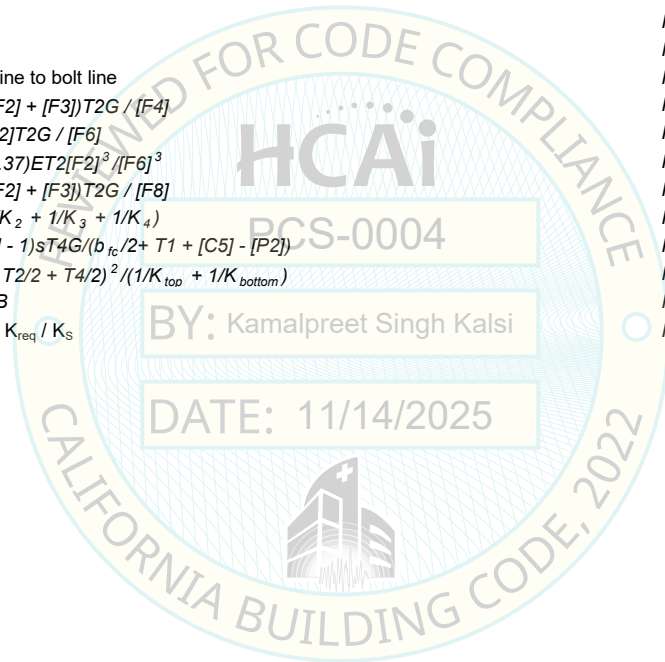 ine to bolt line
F2] + [F3])T2G / [F4]
2]T2G / [F6]
.37)ET2[F2]³/[F6]³
F2] + [F3])T2G / [F8]
K₂ + 1/K₃ + 1/K₄)
] - 1)sT4G/(b_fc/2+ T1 + [C5] - [P2])
T2/2 + T4/2)²/(1/K_top + 1/K_bottom)
B
K_req / K_S
REVIEWED FOR CODE COMPLIANCE
HCAi
PCS-0004
BY: Kamalpreet Singh Kalsi
DATE: 11/14/2025
CALIFORNIA BUILDING CODE, 2022